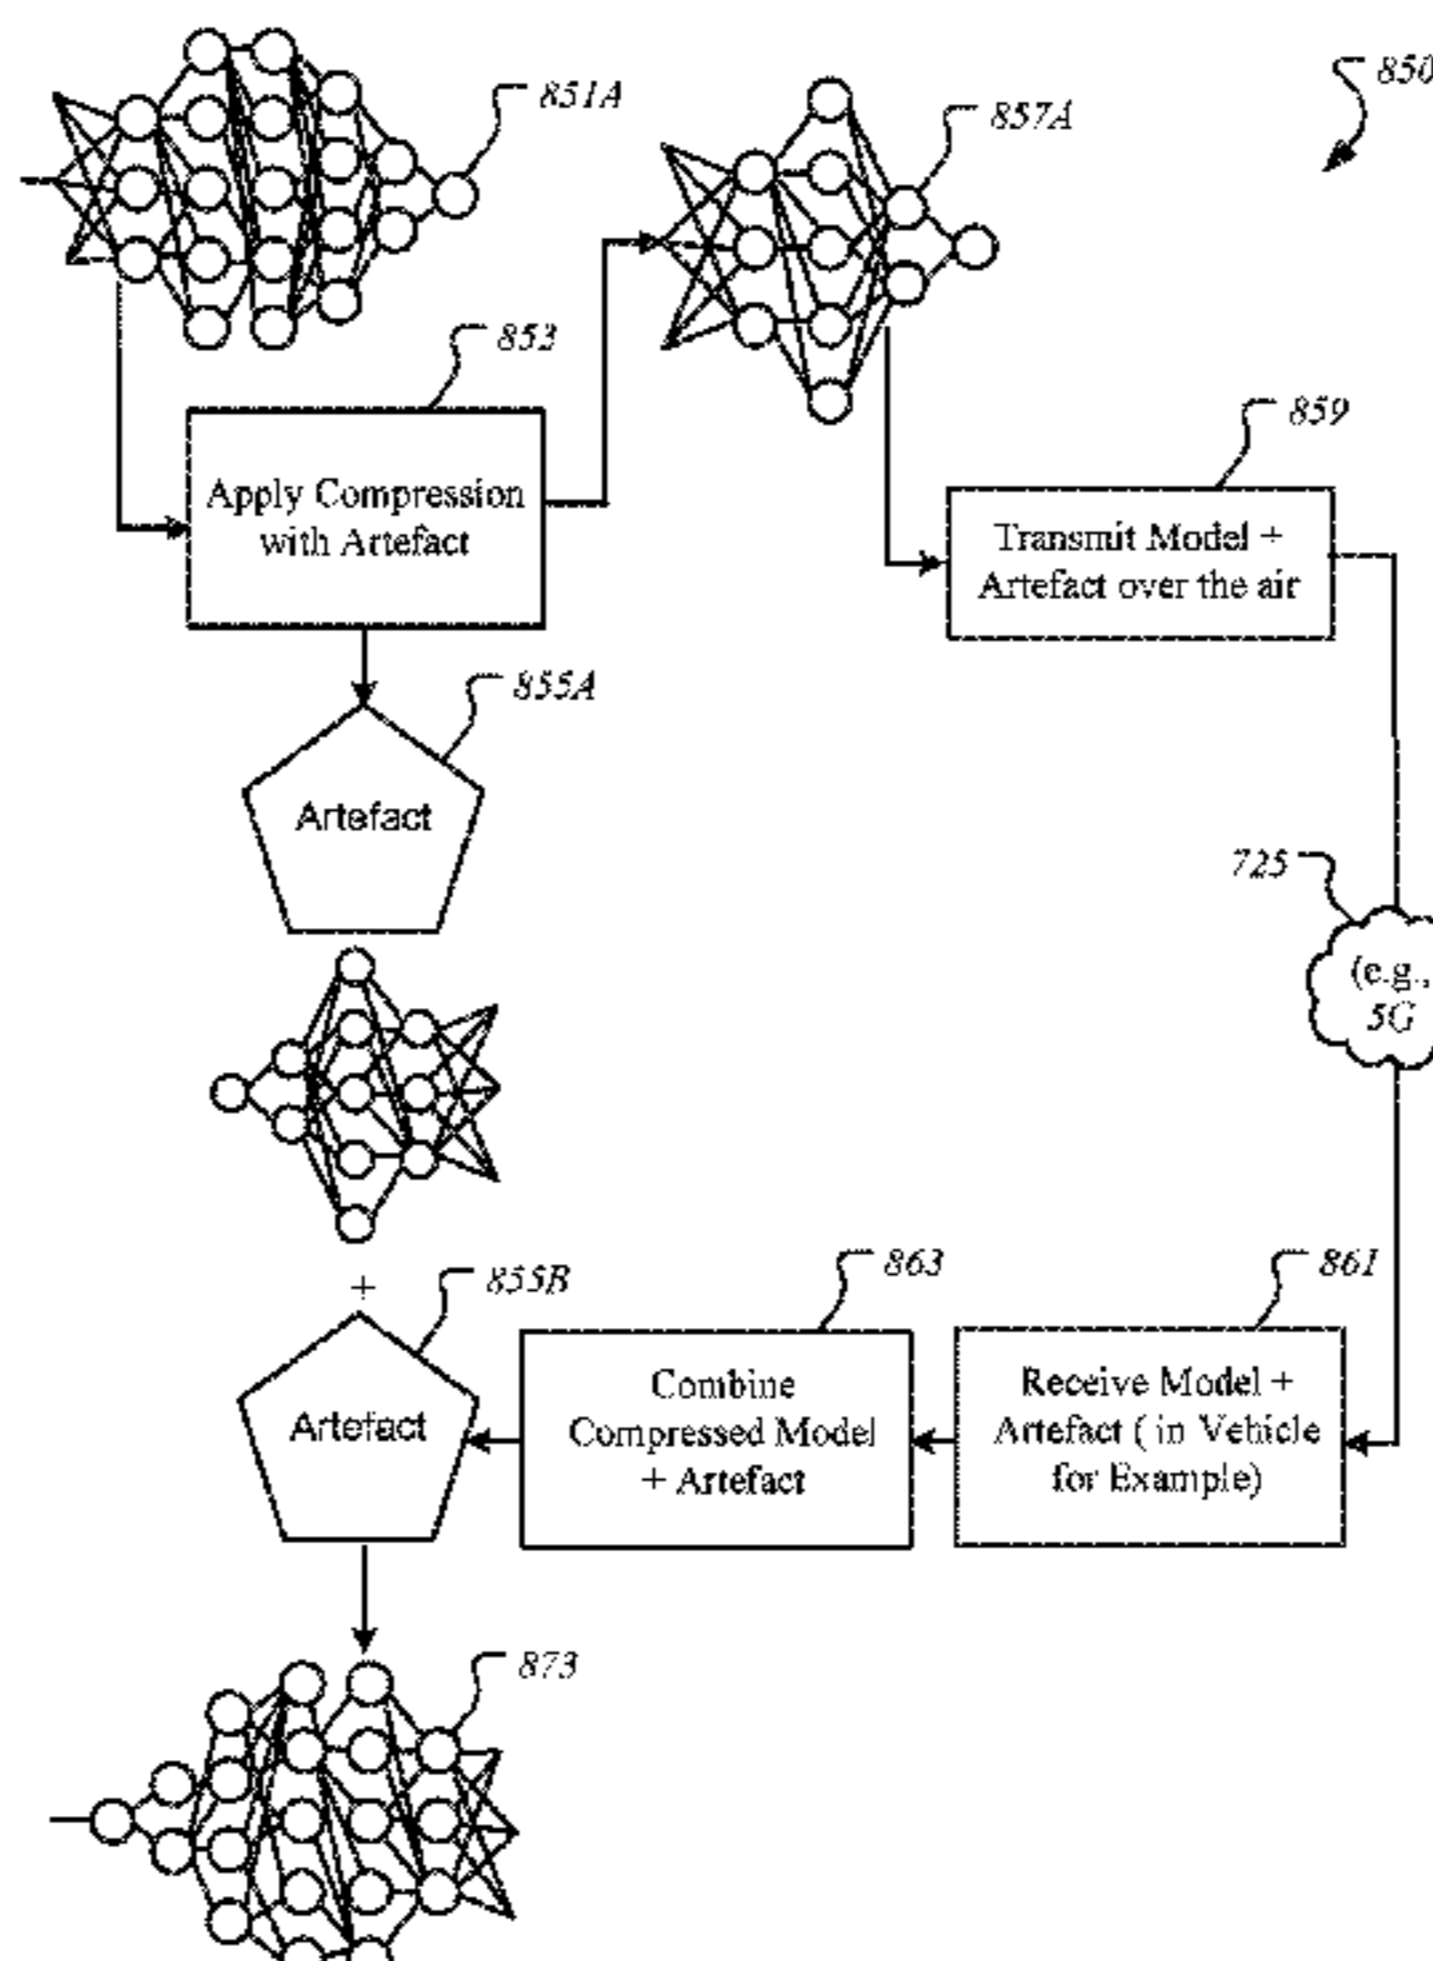 850
851A
857A
853
859
Apply Compression
with Artefact
Transmit Model +
Artefact over the air
855A
Artefact
725
(e.g.,
5G
+
855B
863
861
Artefact
Combine
Compressed Model
+ Artefact
Receive Model +
Artefact ( in Vehicle
for Example)
873